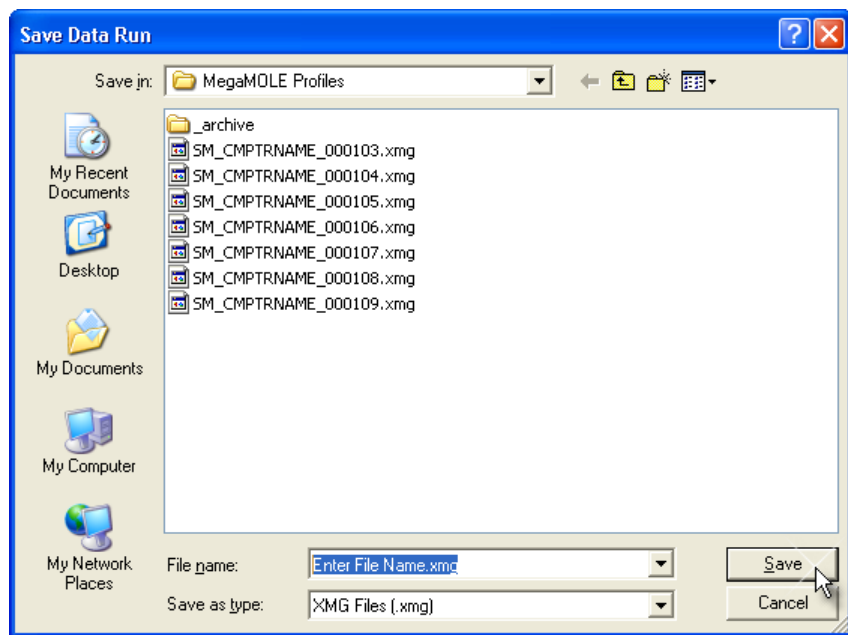 Save Data Run
Save in: MegaMOLE Profiles
_archive
SM_CMPTRNAME_000103.xmg
SM_CMPTRNAME_000104.xmg
SM_CMPTRNAME_000105.xmg
SM_CMPTRNAME_000106.xmg
SM_CMPTRNAME_000107.xmg
SM_CMPTRNAME_000108.xmg
SM_CMPTRNAME_000109.xmg
My Recent
Documents
Desktop
My Documents
My Computer
My Network
Places
File name: Enter File Name.xmg
Save
Save as type: XMG Files (.xmg)
Cancel